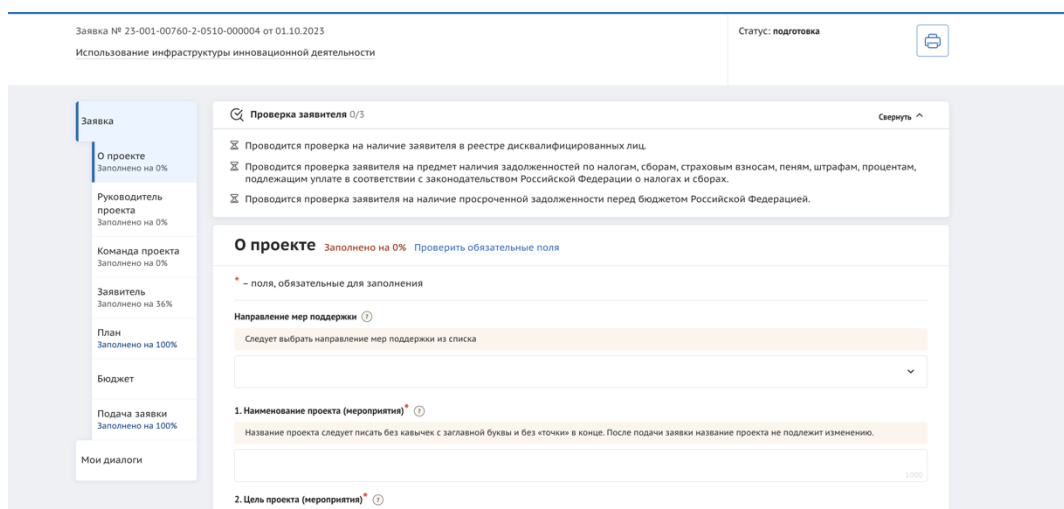 Заявка № 23-001-00760-2-0510-000004 от 01.10.2023
Использование инфраструктуры инновационной деятельности
Статус: подготовка
Заявка
О проекте
Заполнено на 0%
Руководитель
проекта
Заполнено на 0%
Команда проекта
Заполнено на 0%
Заявитель
Заполнено на 36%
План
Заполнено на 100%
Бюджет
Подача заявки
Заполнено на 100%
Мои диалоги
Проверка заявителя 0/3
Свернуть
Проводится проверка на наличие заявителя в реестре дисквалифицированных лиц.
Проводится проверка заявителя на предмет наличия задолженностей по налогам, сборам, страховым взносам, пеням, штрафам, процентам,
подлежащим уплате в соответствии с законодательством Российской Федерации о налогах и сборах.
Проводится проверка заявителя на наличие просроченной задолженности перед бюджетом Российской Федерацией.
О проекте Заполнено на 0% Проверить обязательные поля
* – поля, обязательные для заполнения
Направление мер поддержки ?
Следует выбрать направление мер поддержки из списка
1. Наименование проекта (мероприятия)* ?
Название проекта следует писать без кавычек с заглавной буквы и без «точки» в конце. После подачи заявки название проекта не подлежит изменению.
1000
2. Цель проекта (мероприятия)* ?